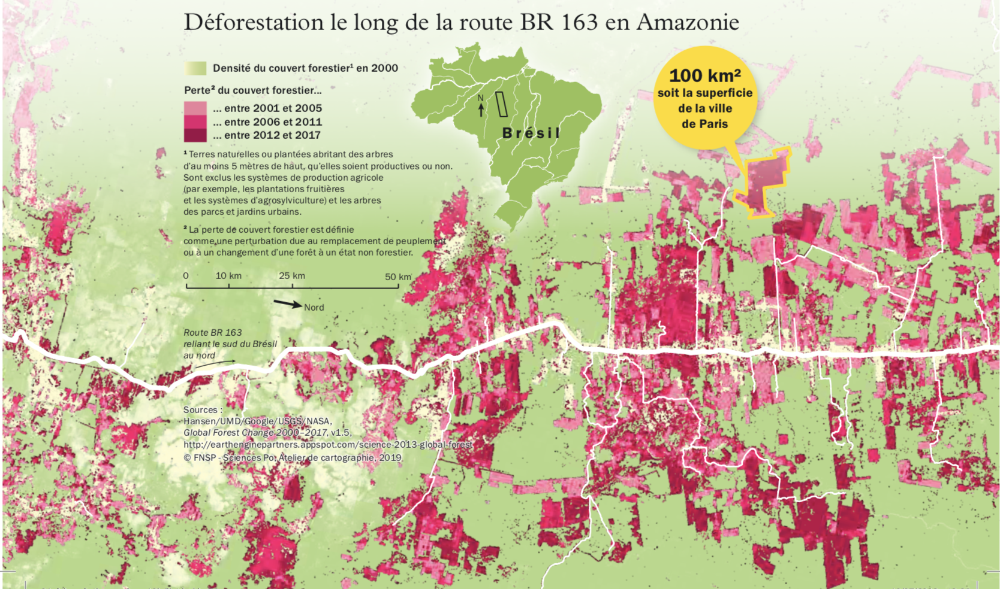 Déforestation le long de la route BR 163 en Amazonie
Densité du couvert forestier¹ en 2000
Perte² du couvert forestier...
... entre 2001 et 2005
... entre 2006 et 2011
... entre 2012 et 2017
¹ Terres naturelles ou plantées abritant des arbres
d'au moins 5 mètres de haut, qu'elles soient productives ou non.
Sont exclus les systèmes de production agricole
(par exemple, les plantations fruitières
et les systèmes d'agrosylviculture) et les arbres
des parcs et jardins urbains.
² La perte de couvert forestier est définie
comme une perturbation due au remplacement de peuplement
ou à un changement d'une forêt à un état non forestier.
0 10 km 25 km 50 km
Nord
N
Brésil
100 km²
soit la superficie
de la ville
de Paris
Route BR 163
reliant le sud du Brésil
au nord
Sources :
Hansen/UMD/Google/USGS/NASA,
Global Forest Change 2000-2017, v1.5,
http://earthenginepartners.appspot.com/science-2013-global-forest
© FNSP - Sciences Po, Atelier de cartographie, 2019